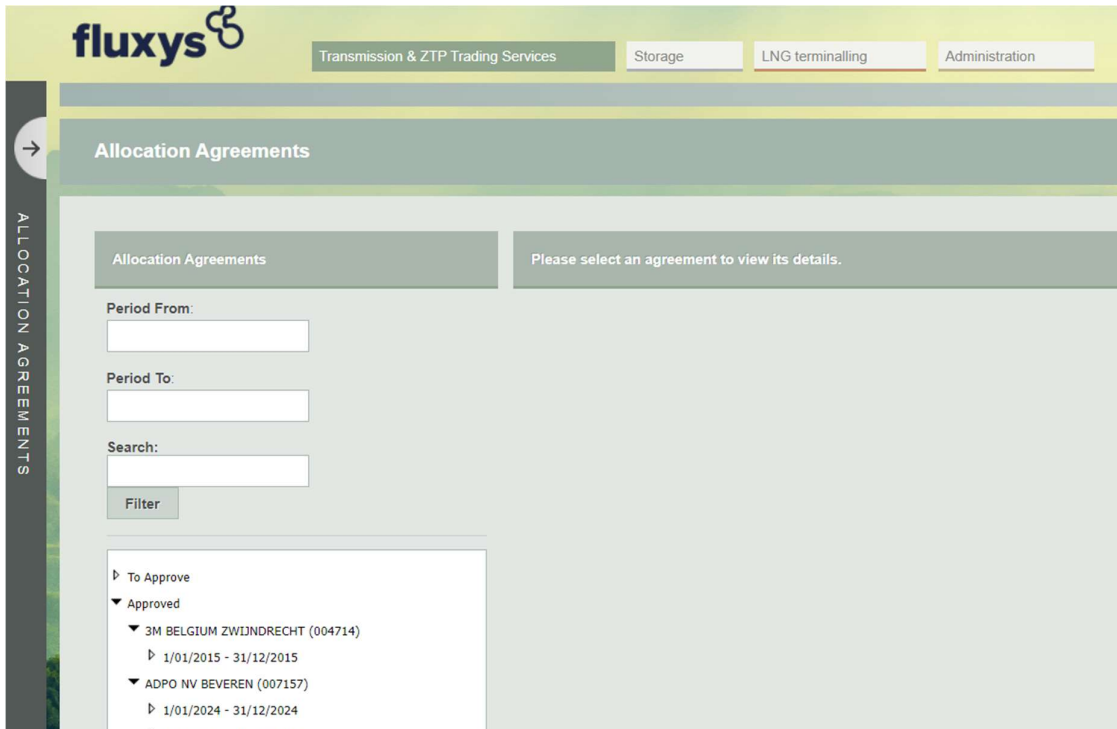 fluxys
Transmission & ZTP Trading Services
Storage
LNG terminalling
Administration
Allocation Agreements
ALLOCATION AGREEMENTS
Allocation Agreements
Please select an agreement to view its details.
Period From:
Period To:
Search:
Filter
To Approve
Approved
3M BELGIUM ZWIJNDRECHT (004714)
1/01/2015 - 31/12/2015
ADPO NV BEVEREN (007157)
1/01/2024 - 31/12/2024